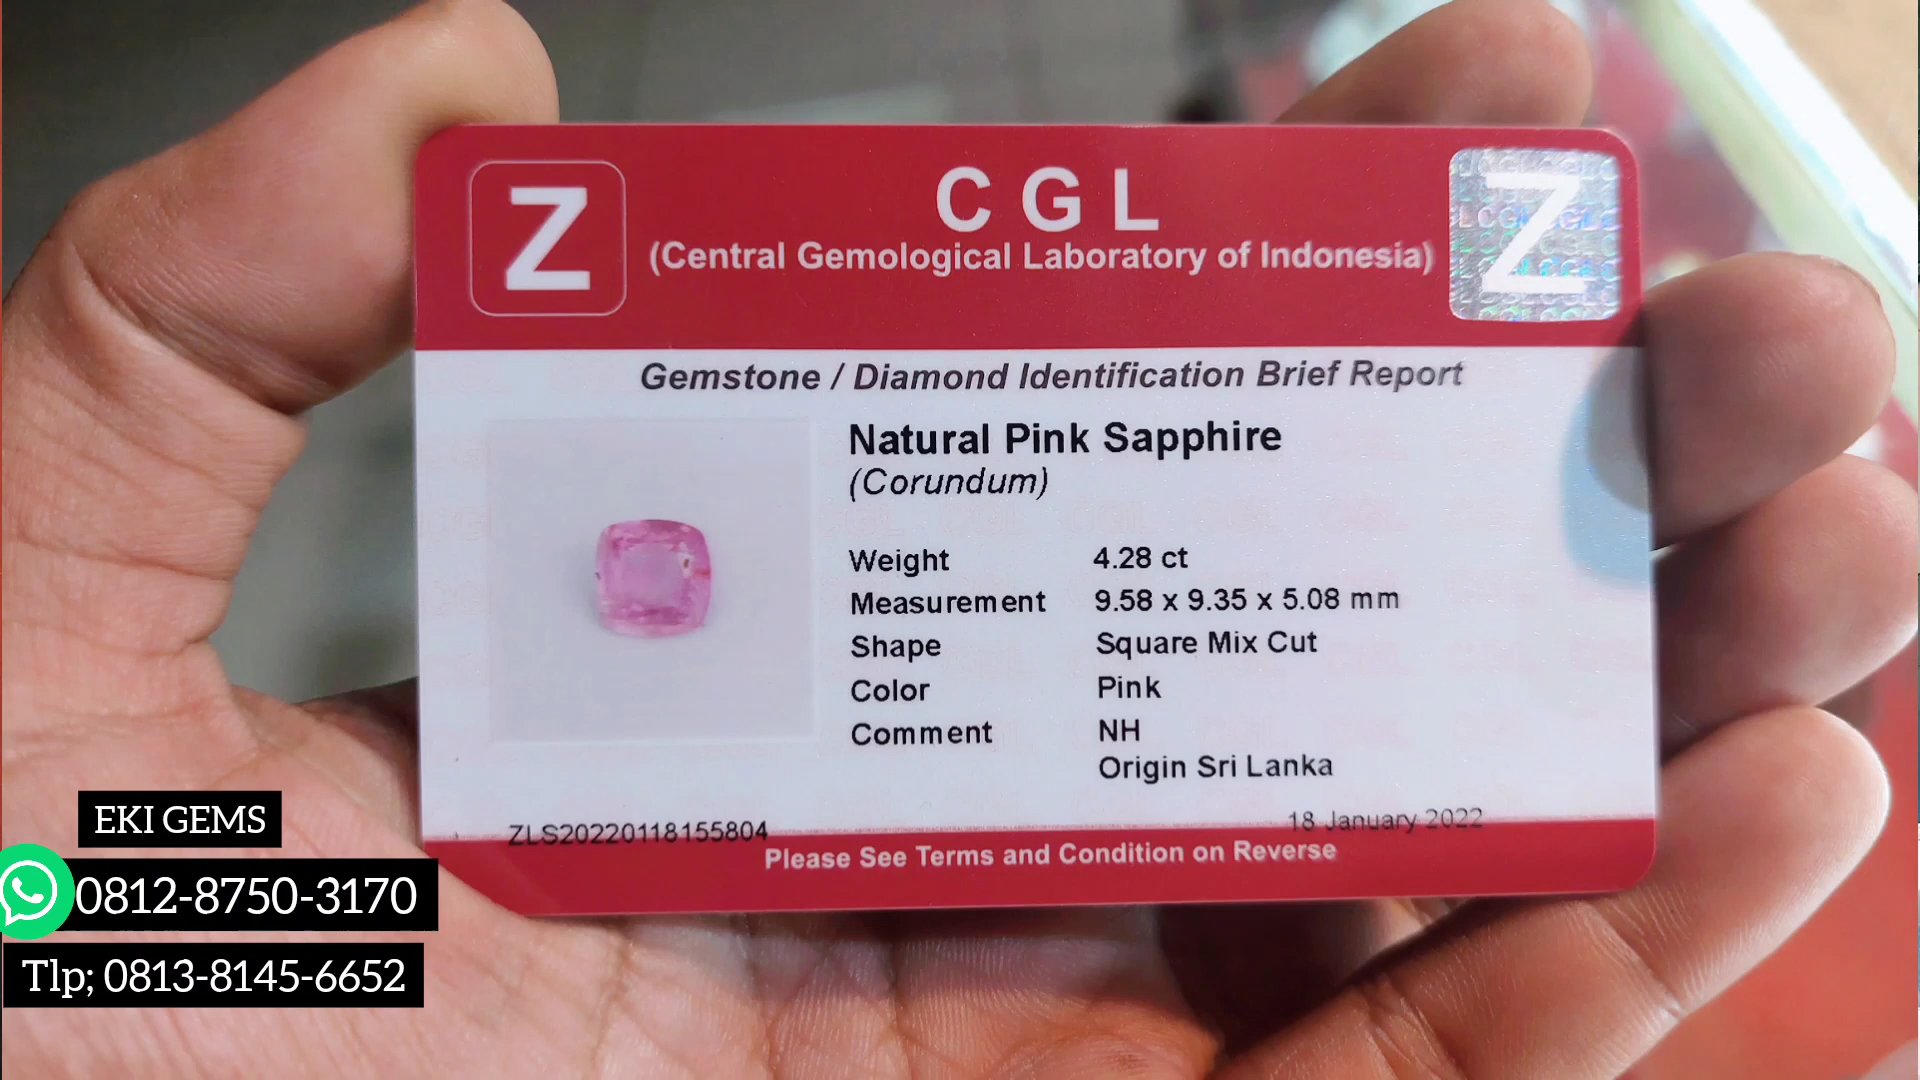 Z
C G L
Z
(Central Gemological Laboratory of Indonesia)
Gemstone / Diamond Identification Brief Report
Natural Pink Sapphire
(Corundum)
Weight 4.28 ct
Measurement 9.58 x 9.35 x 5.08 mm
Shape Square Mix Cut
Color Pink
Comment NH
Origin Sri Lanka
ZLS20220118155804 18 January 2022
Please See Terms and Condition on Reverse
EKI GEMS
0812-8750-3170
Tlp; 0813-8145-6652